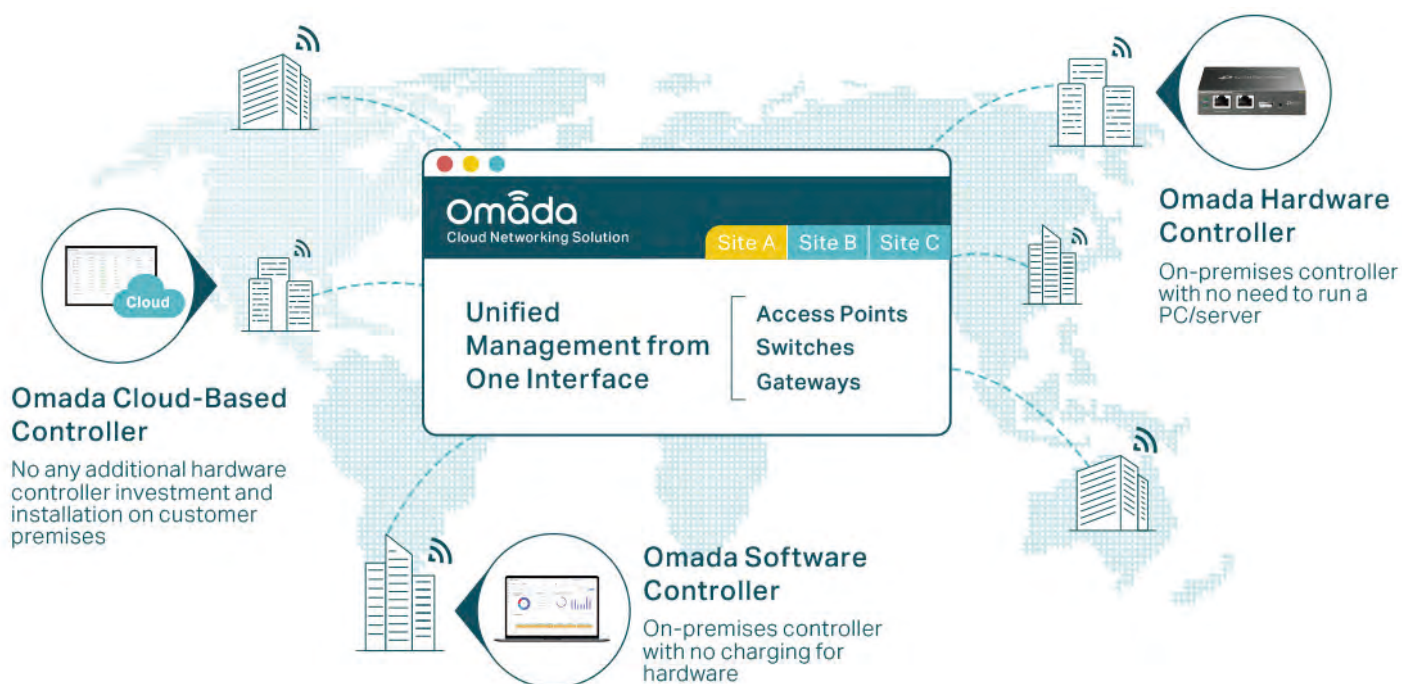 Omada
Cloud Networking Solution
Site A
Site B
Site C
Unified
Management from
One Interface
Access Points
Switches
Gateways
Cloud
Omada Cloud-Based
Controller
No any additional hardware
controller investment and
installation on customer
premises
Omada Hardware
Controller
On-premises controller
with no need to run a
PC/server
Omada Software
Controller
On-premises controller
with no charging for
hardware